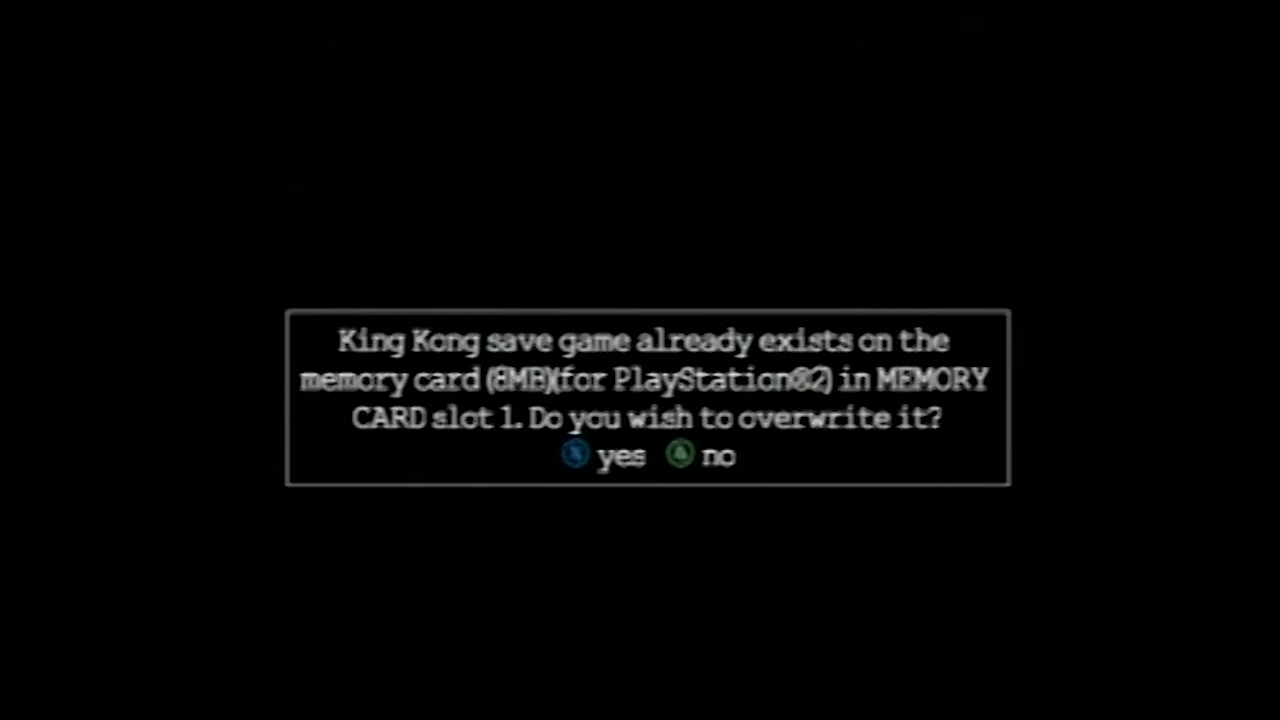 King Kong save game already exists on the
memory card (8MB)(for PlayStation®2) in MEMORY
CARD slot 1. Do you wish to overwrite it?
yes no